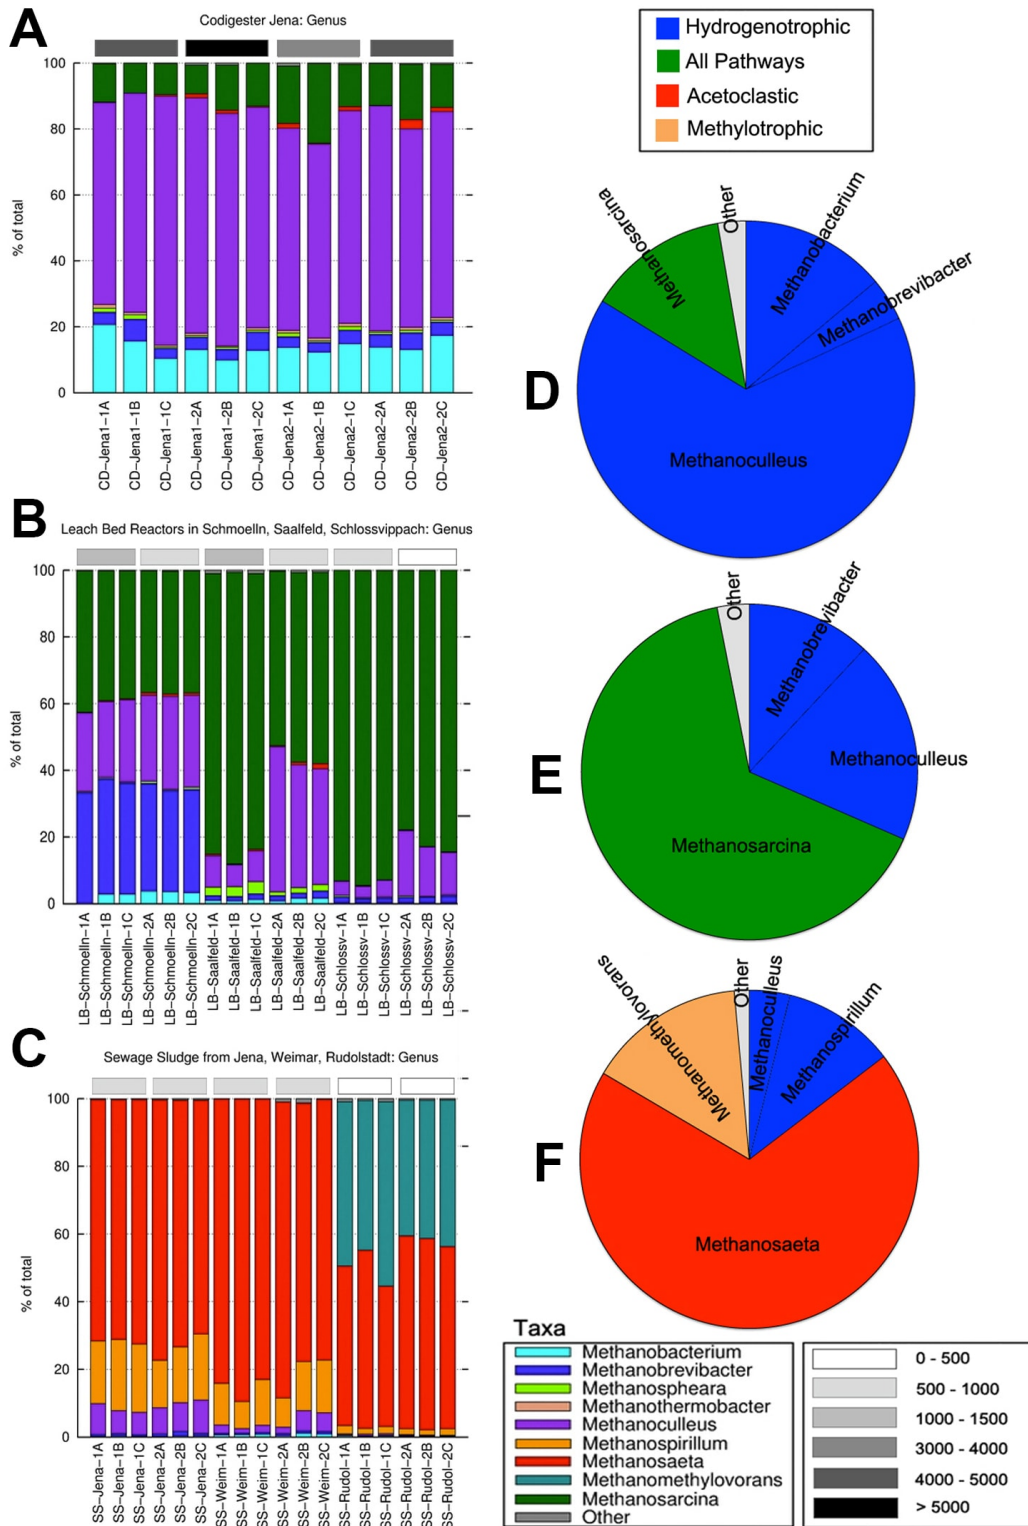 A
Codigester Jena: Genus
100
80
60
40
20
0
% of total
CD-Jena1-1A
CD-Jena1-1B
CD-Jena1-1C
CD-Jena1-2A
CD-Jena1-2B
CD-Jena1-2C
CD-Jena2-1A
CD-Jena2-1B
CD-Jena2-1C
CD-Jena2-2A
CD-Jena2-2B
CD-Jena2-2C
Hydrogenotrophic
All Pathways
Acetoclastic
Methylotrophic
D
Methanosarcina
Other
Methanobacterium
Methanobrevibacter
Methanoculleus
B
Leach Bed Reactors in Schmoelln, Saalfeld, Schlossvippach: Genus
100
80
60
40
20
0
% of total
LB-Schmoelln-1A
LB-Schmoelln-1B
LB-Schmoelln-1C
LB-Schmoelln-2A
LB-Schmoelln-2B
LB-Schmoelln-2C
LB-Saalfeld-1A
LB-Saalfeld-1B
LB-Saalfeld-1C
LB-Saalfeld-2A
LB-Saalfeld-2B
LB-Saalfeld-2C
LB-Schlossv-1A
LB-Schlossv-1B
LB-Schlossv-1C
LB-Schlossv-2A
LB-Schlossv-2B
LB-Schlossv-2C
E
Other
Methanobrevibacter
Methanoculleus
Methanosarcina
C
Sewage Sludge from Jena, Weimar, Rudolstadt: Genus
100
80
60
40
20
0
% of total
SS-Jena-1A
SS-Jena-1B
SS-Jena-1C
SS-Jena-2A
SS-Jena-2B
SS-Jena-2C
SS-Weim-1A
SS-Weim-1B
SS-Weim-1C
SS-Weim-2A
SS-Weim-2B
SS-Weim-2C
SS-Rudol-1A
SS-Rudol-1B
SS-Rudol-1C
SS-Rudol-2A
SS-Rudol-2B
SS-Rudol-2C
F
Methanomethylovorans
Other
Methanoculleus
Methanospirillum
Methanosaeta
Taxa
Methanobacterium
Methanobrevibacter
Methanospheara
Methanothermobacter
Methanoculleus
Methanospirillum
Methanosaeta
Methanomethylovorans
Methanosarcina
Other
0 - 500
500 - 1000
1000 - 1500
3000 - 4000
4000 - 5000
> 5000